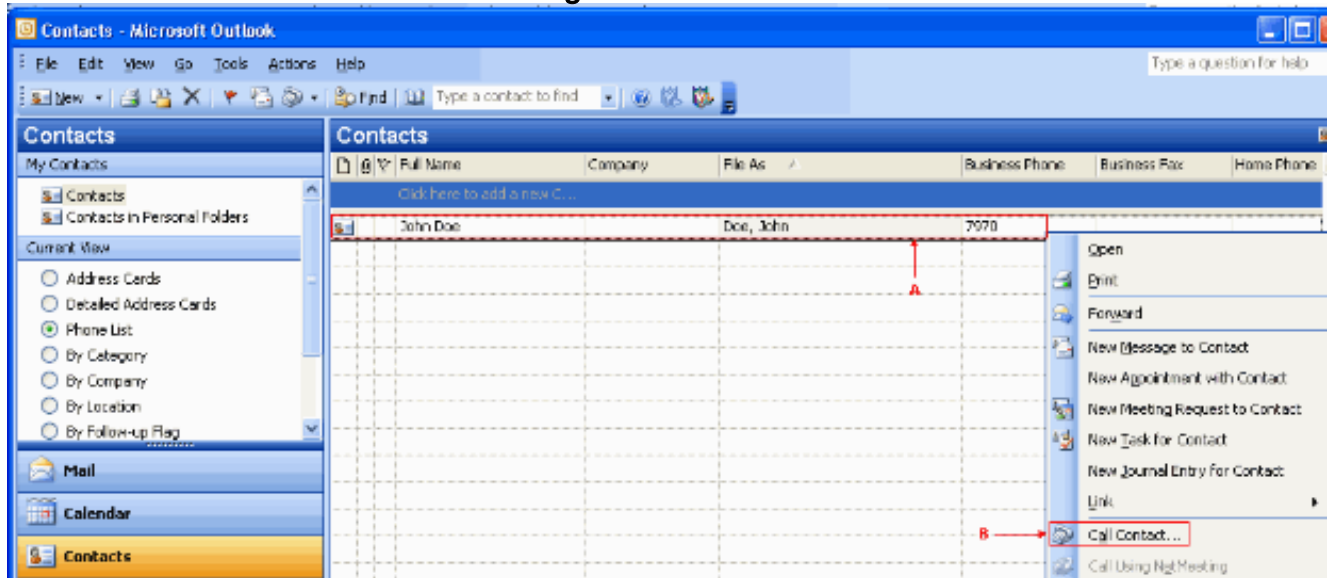 Contacts - Microsoft Outlook
File Edit View Go Tools Actions Help Type a question for help
New Find Type a contact to find
Contacts Contacts
My Contacts Full Name Company File As Business Phone Business Fax Home Phone
Click here to add a new C...
Contacts
Contacts in Personal Folders
John Doe Doe, John 7970
Current View
Address Cards
Detailed Address Cards
Phone List
By Category
By Company
By Location
By Follow-up Flag
Mail
Calendar
Contacts
A
Open
Print
Forward
New Message to Contact
New Appointment with Contact
New Meeting Request to Contact
New Task for Contact
New Journal Entry for Contact
Link
B Call Contact...
Call Using NetMeeting